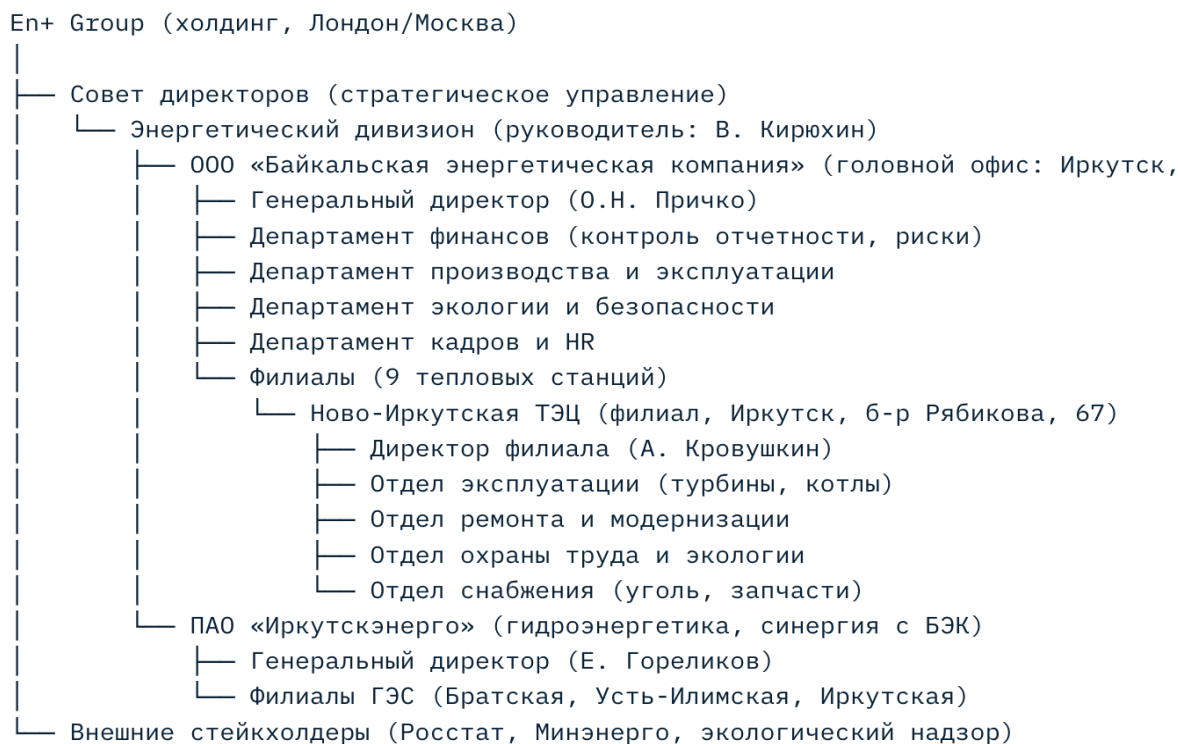 En+ Group (холдинг, Лондон/Москва)
│
├── Совет директоров (стратегическое управление)
│   └── Энергетический дивизион (руководитель: В. Кирюхин)
│       ├── ООО «Байкальская энергетическая компания» (головной офис: Иркутск,
│       │   ├── Генеральный директор (О.Н. Причко)
│       │   ├── Департамент финансов (контроль отчетности, риски)
│       │   ├── Департамент производства и эксплуатации
│       │   ├── Департамент экологии и безопасности
│       │   ├── Департамент кадров и HR
│       │   └── Филиалы (9 тепловых станций)
│       │       └── Ново-Иркутская ТЭЦ (филиал, Иркутск, б-р Рябикова, 67)
│       │           ├── Директор филиала (А. Кровушкин)
│       │           ├── Отдел эксплуатации (турбины, котлы)
│       │           ├── Отдел ремонта и модернизации
│       │           ├── Отдел охраны труда и экологии
│       │           └── Отдел снабжения (уголь, запчасти)
│       └── ПАО «Иркутскэнерго» (гидроэнергетика, синергия с БЭК)
│           ├── Генеральный директор (Е. Гореликов)
│           └── Филиалы ГЭС (Братская, Усть-Илимская, Иркутская)
└── Внешние стейкхолдеры (Росстат, Минэнерго, экологический надзор)